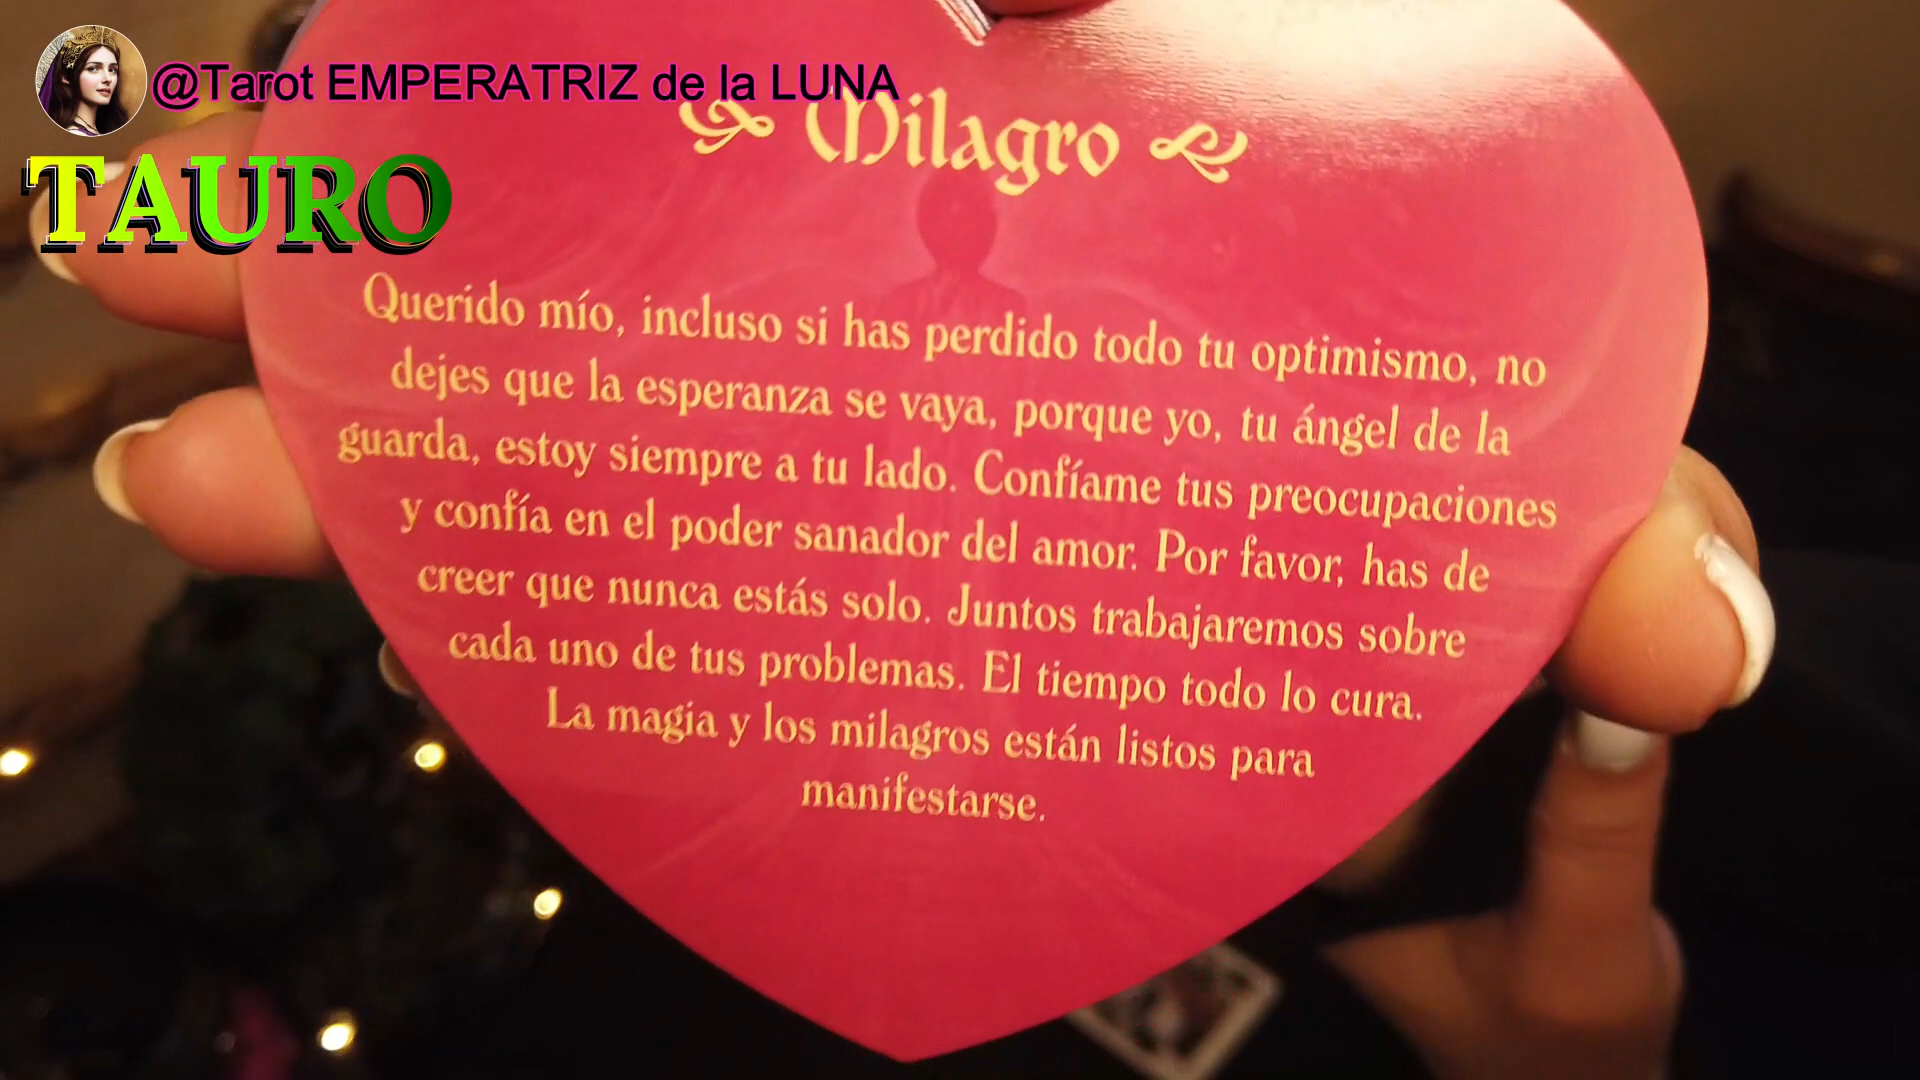 @Tarot EMPERATRIZ de la LUNA
TAURO
Milagro
Querido mío, incluso si has perdido todo tu optimismo, no
dejes que la esperanza se vaya, porque yo, tu ángel de la
guarda, estoy siempre a tu lado. Confíame tus preocupaciones
y confía en el poder sanador del amor. Por favor, has de
creer que nunca estás solo. Juntos trabajaremos sobre
cada uno de tus problemas. El tiempo todo lo cura.
La magia y los milagros están listos para
manifestarse.